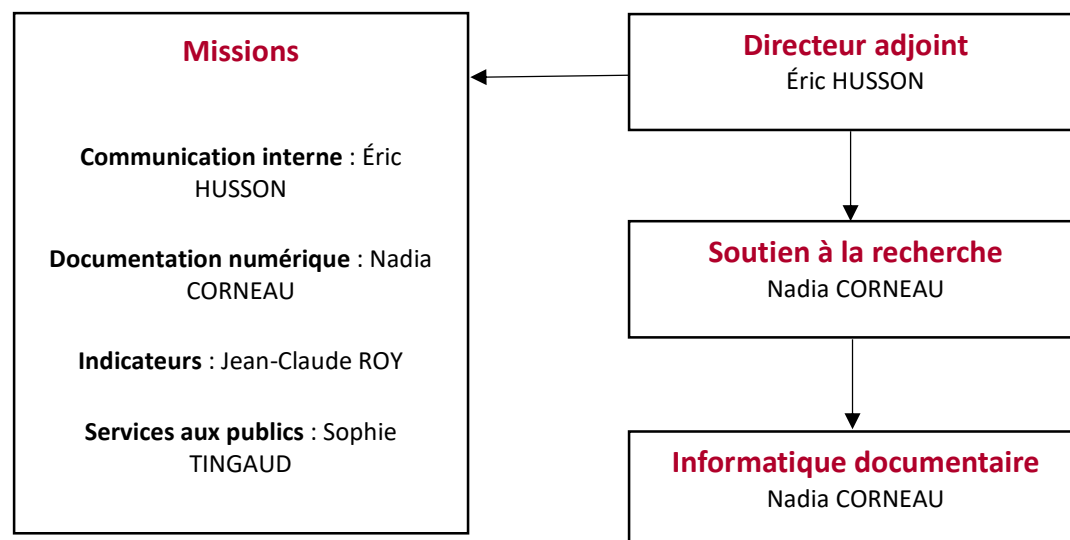 Missions
Communication interne : Éric
HUSSON
Documentation numérique : Nadia
CORNEAU
Indicateurs : Jean-Claude ROY
Services aux publics : Sophie
TINGAUD
Directeur adjoint
Éric HUSSON
Soutien à la recherche
Nadia CORNEAU
Informatique documentaire
Nadia CORNEAU